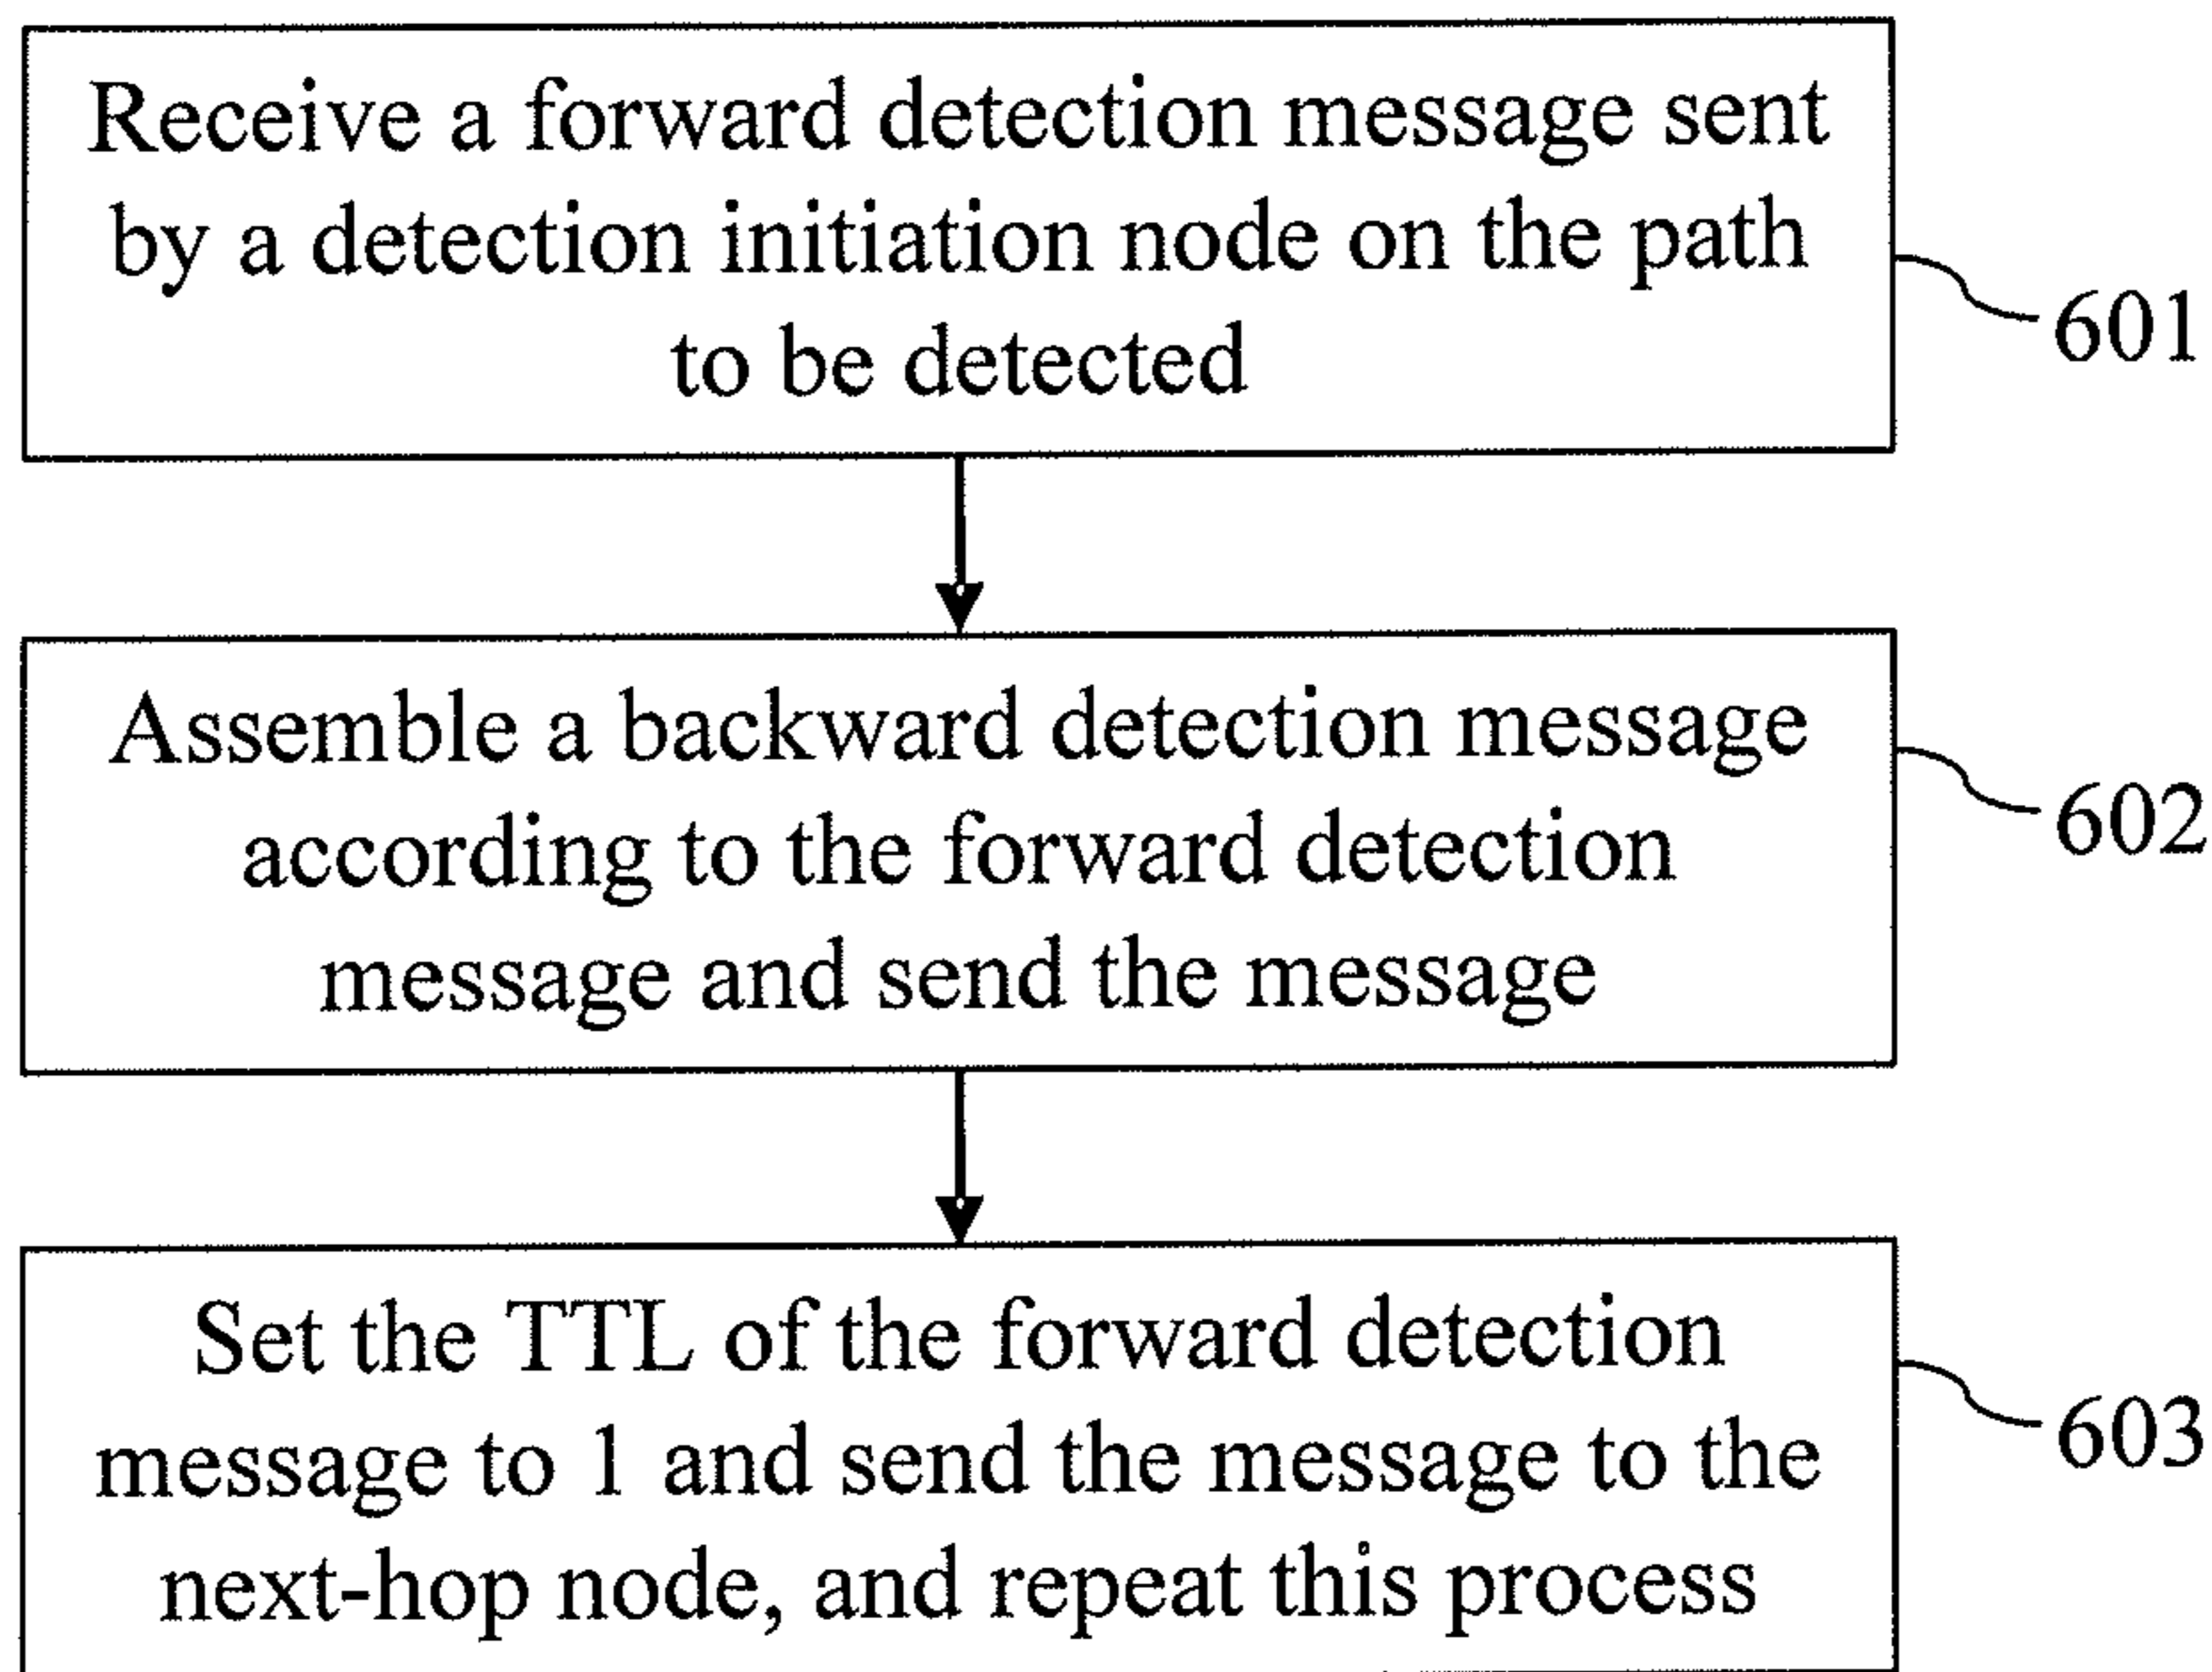 Receive a forward detection message sent
by a detection initiation node on the path
to be detected
601
Assemble a backward detection message
according to the forward detection
message and send the message
602
Set the TTL of the forward detection
message to 1 and send the message to the
next-hop node, and repeat this process
603